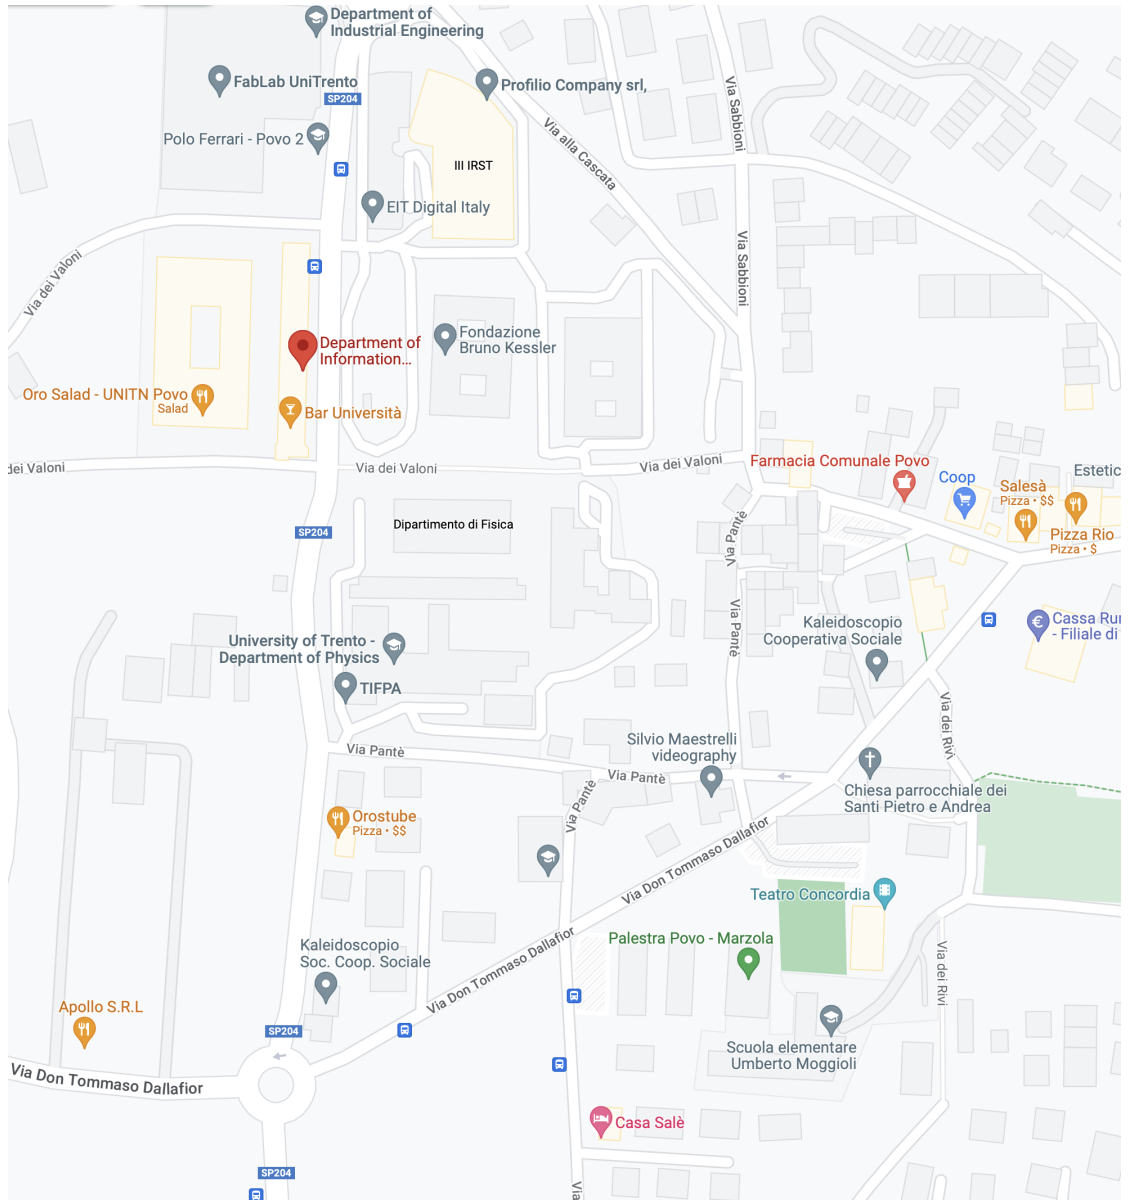 Department of
Industrial Engineering
FabLab UniTrento
Profilio Company srl,
SP204
Via Sabbioni
Via alla Cascata
Polo Ferrari - Povo 2
III IRST
EIT Digital Italy
Via dei Valoni
Via Sabbioni
Fondazione
Bruno Kessler
Department of
Information...
Oro Salad - UNITN Povo
Salad
Bar Università
dei Valoni
Via dei Valoni
Via dei Valoni
Farmacia Comunale Povo
Coop
Salesà
Pizza • $$
Estetic
Pizza Rio
Pizza • $
Dipartimento di Fisica
SP204
Via Pantè
Via Pantè
Kaleidoscopio
Cooperativa Sociale
Cassa Rur
- Filiale di
University of Trento -
Department of Physics
TIFPA
Via dei Rivi
Silvio Maestrelli
videography
Via Pantè
Via Pantè
Via Pantè
Chiesa parrocchiale dei
Santi Pietro e Andrea
Orostube
Pizza • $$
Via Don Tommaso Dallafior
Teatro Concordia
Palestra Povo - Marzola
Via Don Tommaso Dallafior
Via dei Rivi
Kaleidoscopio
Soc. Coop. Sociale
Apollo S.R.L
SP204
Scuola elementare
Umberto Moggioli
Via Don Tommaso Dallafior
Casa Salè
SP204
Via